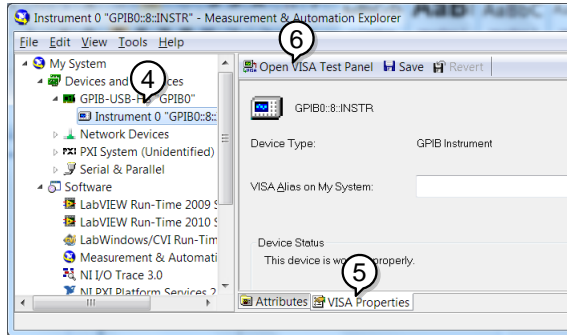 Instrument 0 "GPIB0::8::INSTR" - Measurement & Automation Explorer
File Edit View Tools Help
6
Open VISA Test Panel Save Revert
My System
4
Devices and
GPIB-USB-HS "GPIB0"
Instrument 0 "GPIB0::8::
Network Devices
PXI System (Unidentified)
Serial & Parallel
Software
LabVIEW Run-Time 2009
LabVIEW Run-Time 2010
LabWindows/CVI Run-Tim
Measurement & Automati
NI I/O Trace 3.0
NI PXI Platform Services 2
GPIB0::8::INSTR
Device Type: GPIB Instrument
VISA Alias on My System:
Device Status
This device is working properly.
5
Attributes VISA Properties